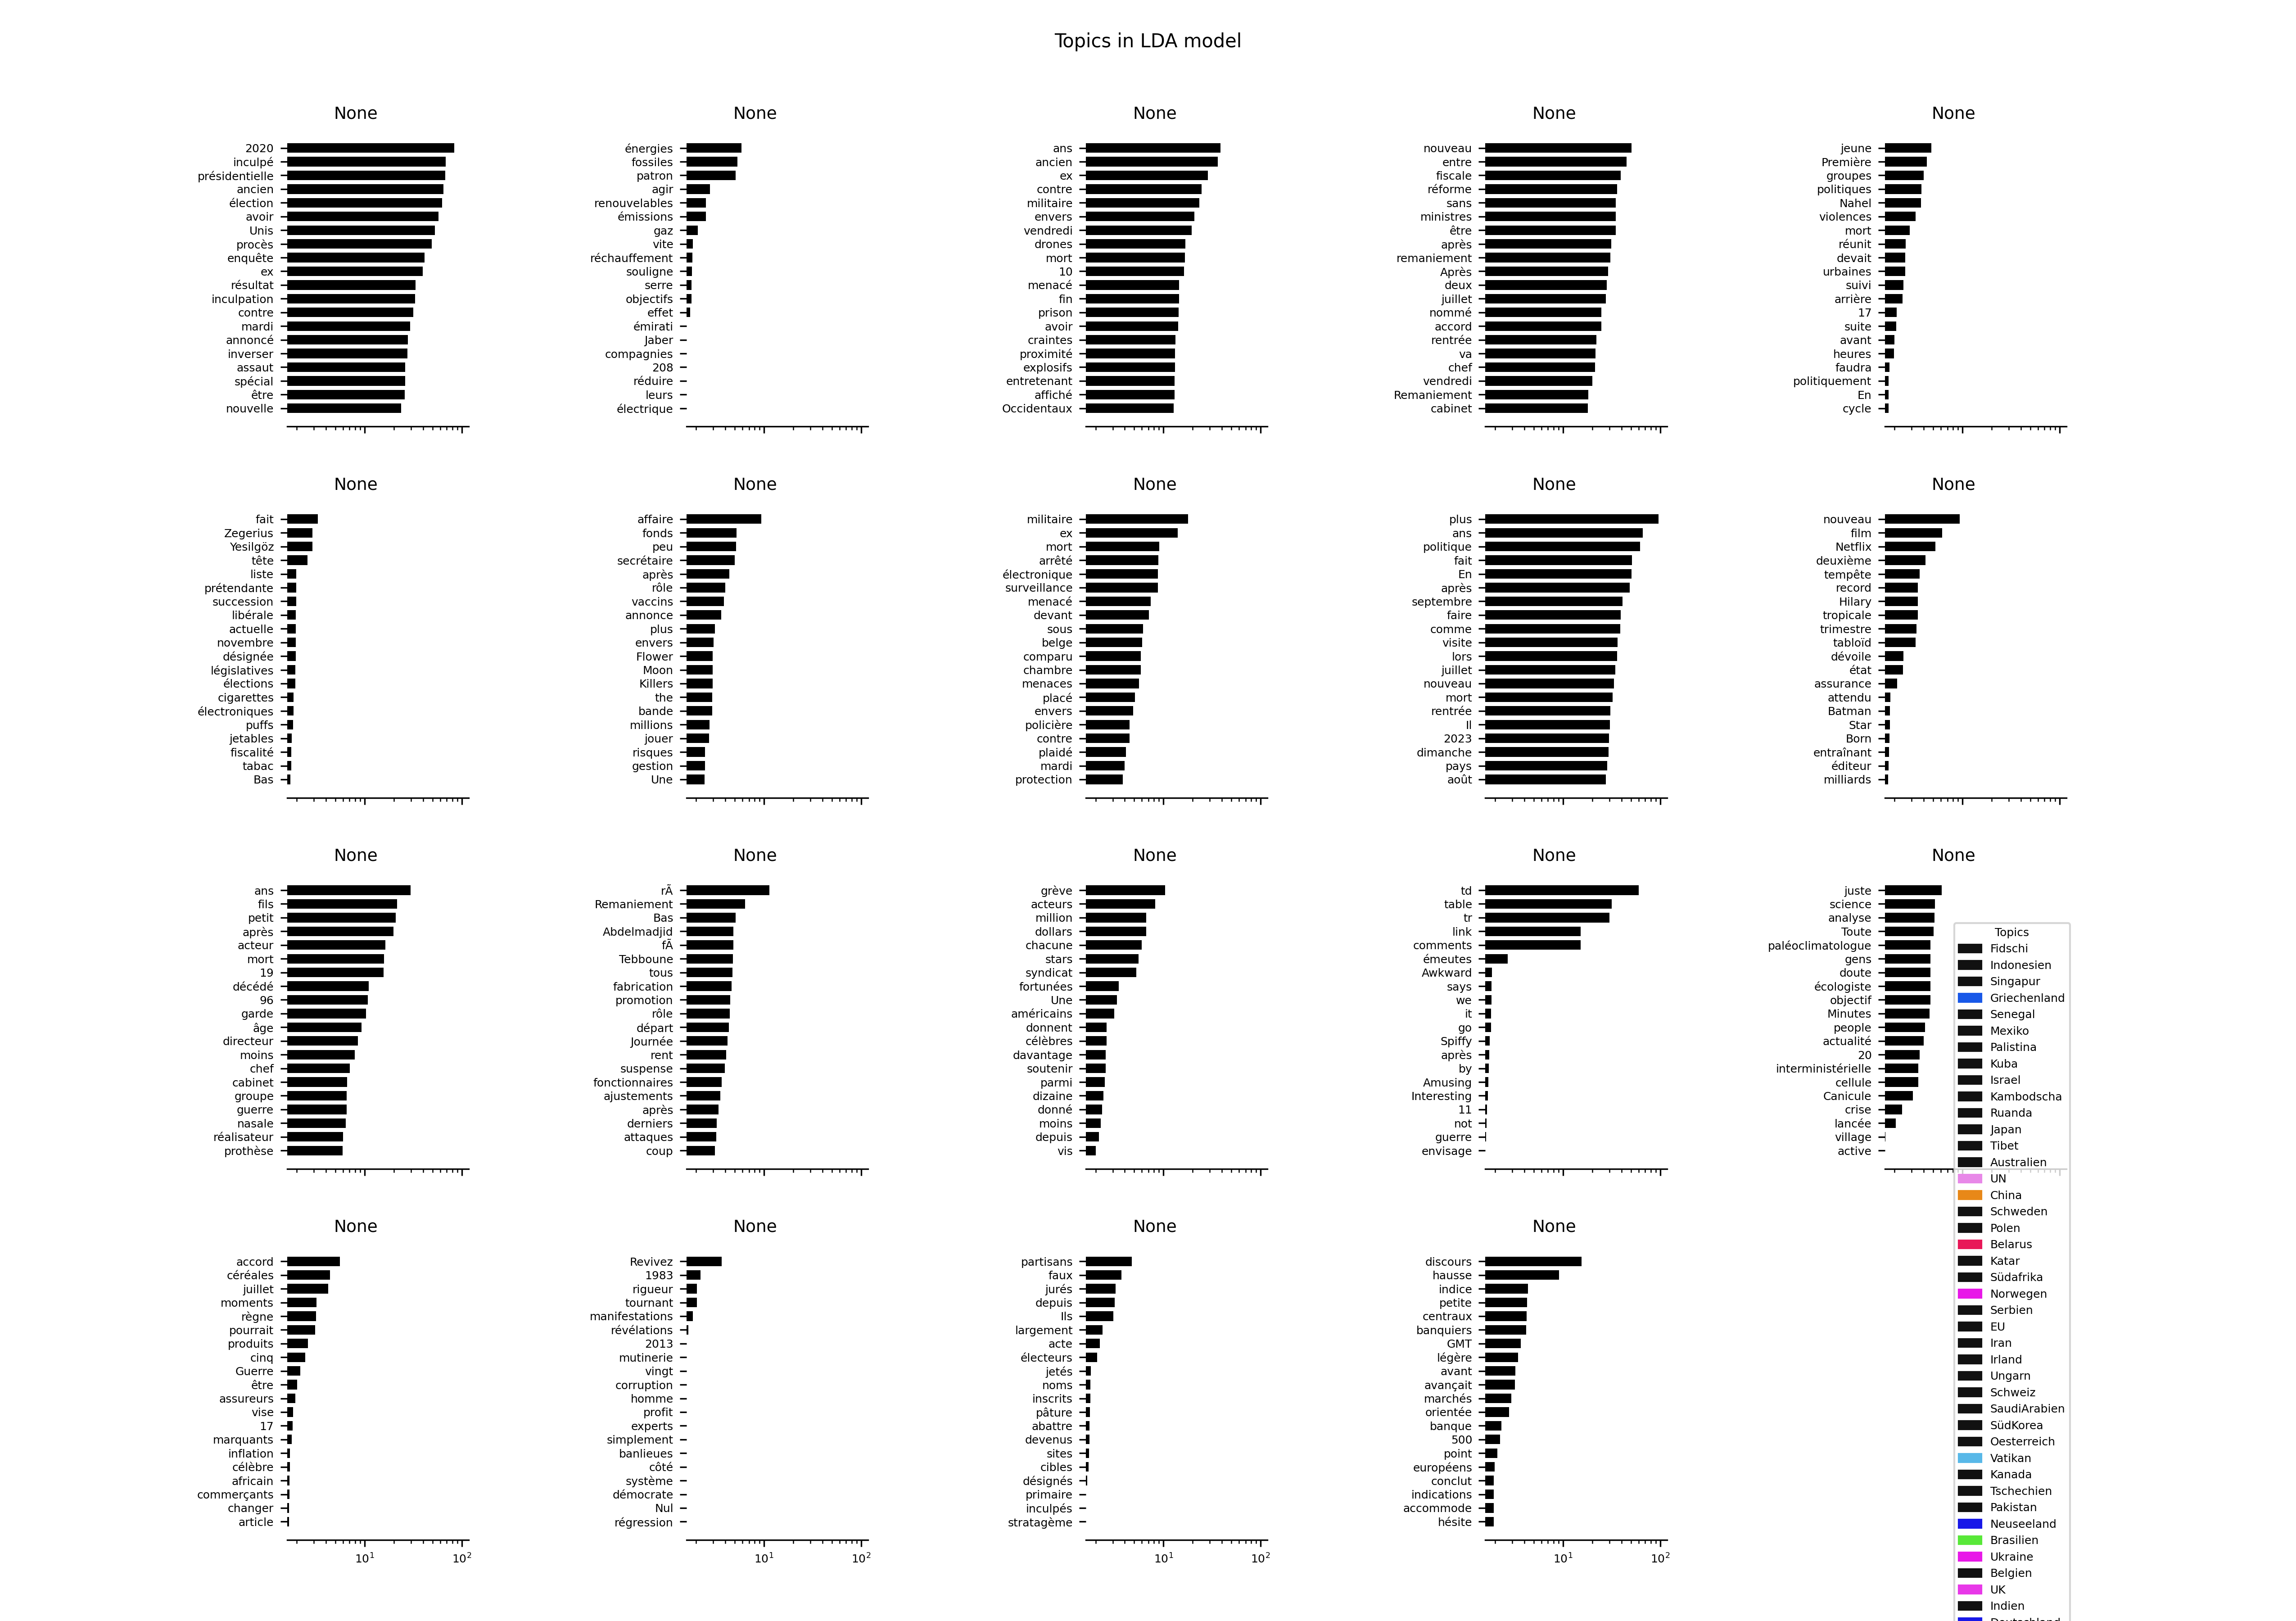 Topics in LDA model
None
2020
inculpé
présidentielle
ancien
élection
avoir
Unis
procès
enquête
ex
résultat
inculpation
contre
mardi
annoncé
inverser
assaut
spécial
être
nouvelle
None
énergies
fossiles
patron
agir
renouvelables
émissions
gaz
vite
réchauffement
souligne
serre
objectifs
effet
émirati
Jaber
compagnies
208
réduire
leurs
électrique
None
ans
ancien
ex
contre
militaire
envers
vendredi
drones
mort
10
menacé
fin
prison
avoir
craintes
proximité
explosifs
entretenant
affiché
Occidentaux
None
nouveau
entre
fiscale
réforme
sans
ministres
être
après
remaniement
Après
deux
juillet
nommé
accord
rentrée
va
chef
vendredi
Remaniement
cabinet
None
jeune
Première
groupes
politiques
Nahel
violences
mort
réunit
devait
urbaines
suivi
arrière
17
suite
avant
heures
faudra
politiquement
En
cycle
None
fait
Zegerius
Yesilgöz
tête
liste
prétendante
succession
libérale
actuelle
novembre
désignée
législatives
élections
cigarettes
électroniques
puffs
jetables
fiscalité
tabac
Bas
None
affaire
fonds
peu
secrétaire
après
rôle
vaccins
annonce
plus
envers
Flower
Moon
Killers
the
bande
millions
jouer
risques
gestion
Une
None
militaire
ex
mort
arrêté
électronique
surveillance
menacé
devant
sous
belge
comparu
chambre
menaces
placé
envers
policière
contre
plaidé
mardi
protection
None
plus
ans
politique
fait
En
après
septembre
faire
comme
visite
lors
juillet
nouveau
mort
rentrée
Il
2023
dimanche
pays
août
None
nouveau
film
Netflix
deuxième
tempête
record
Hilary
tropicale
trimestre
tabloïd
dévoile
état
assurance
attendu
Batman
Star
Born
entraînant
éditeur
milliards
None
ans
fils
petit
après
acteur
mort
19
décédé
96
garde
âge
directeur
moins
chef
cabinet
groupe
guerre
nasale
réalisateur
prothèse
None
rÃ
Remaniement
Bas
Abdelmadjid
fÃ
Tebboune
tous
fabrication
promotion
rôle
départ
Journée
rent
suspense
fonctionnaires
ajustements
après
derniers
attaques
coup
None
grève
acteurs
million
dollars
chacune
stars
syndicat
fortunées
Une
américains
donnent
célèbres
davantage
soutenir
parmi
dizaine
donné
moins
depuis
vis
None
td
table
tr
link
comments
émeutes
Awkward
says
we
it
go
Spiffy
après
by
Amusing
Interesting
11
not
guerre
envisage
None
juste
science
analyse
Toute
paléoclimatologue
gens
doute
écologiste
objectif
Minutes
people
actualité
20
interministérielle
cellule
Canicule
crise
lancée
village
active
None
accord
céréales
juillet
moments
règne
pourrait
produits
cinq
Guerre
être
assureurs
vise
17
marquants
inflation
célèbre
africain
commerçants
changer
article
10¹ 10²
None
Revivez
1983
rigueur
tournant
manifestations
révélations
2013
mutinerie
vingt
corruption
homme
profit
experts
simplement
banlieues
côté
système
démocrate
Nul
régression
10¹ 10²
None
partisans
faux
jurés
depuis
Ils
largement
acte
électeurs
jetés
noms
inscrits
pâture
abattre
devenus
sites
cibles
désignés
primaire
inculpés
stratagème
10¹ 10²
None
discours
hausse
indice
petite
centraux
banquiers
GMT
légère
avant
avançait
marchés
orientée
banque
500
point
européens
conclut
indications
accommode
hésite
10¹ 10²
Topics
Fidschi
Indonesien
Singapur
Griechenland
Senegal
Mexiko
Palistina
Kuba
Israel
Kambodscha
Ruanda
Japan
Tibet
Australien
UN
China
Schweden
Polen
Belarus
Katar
Südafrika
Norwegen
Serbien
EU
Iran
Irland
Ungarn
Schweiz
SaudiArabien
SüdKorea
Oesterreich
Vatikan
Kanada
Tschechien
Pakistan
Neuseeland
Brasilien
Ukraine
Belgien
UK
Indien